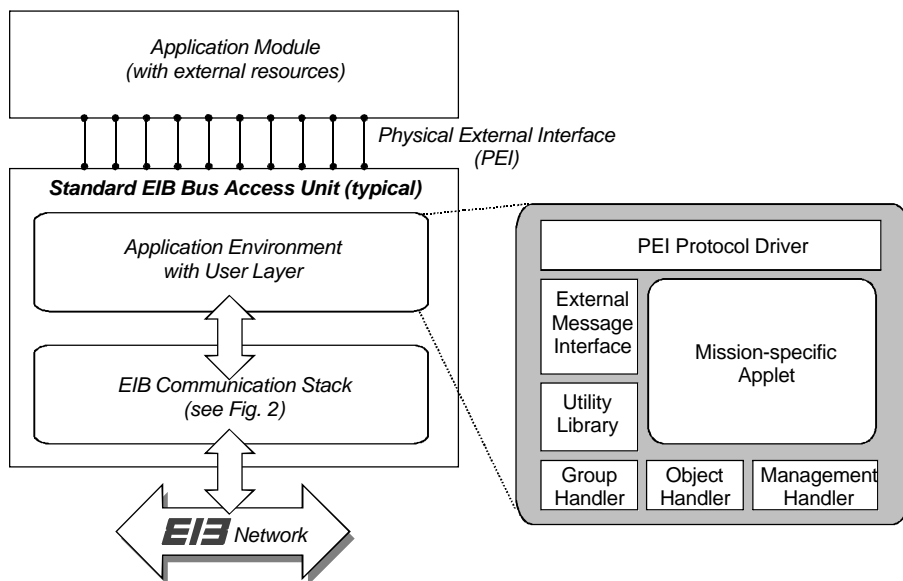 Application Module
(with external resources)
Physical External Interface
(PEI)
Standard EIB Bus Access Unit (typical)
Application Environment
with User Layer
EIB Communication Stack
(see Fig. 2)
EIB Network
PEI Protocol Driver
External
Message
Interface
Mission-specific
Applet
Utility
Library
Group
Handler
Object
Handler
Management
Handler